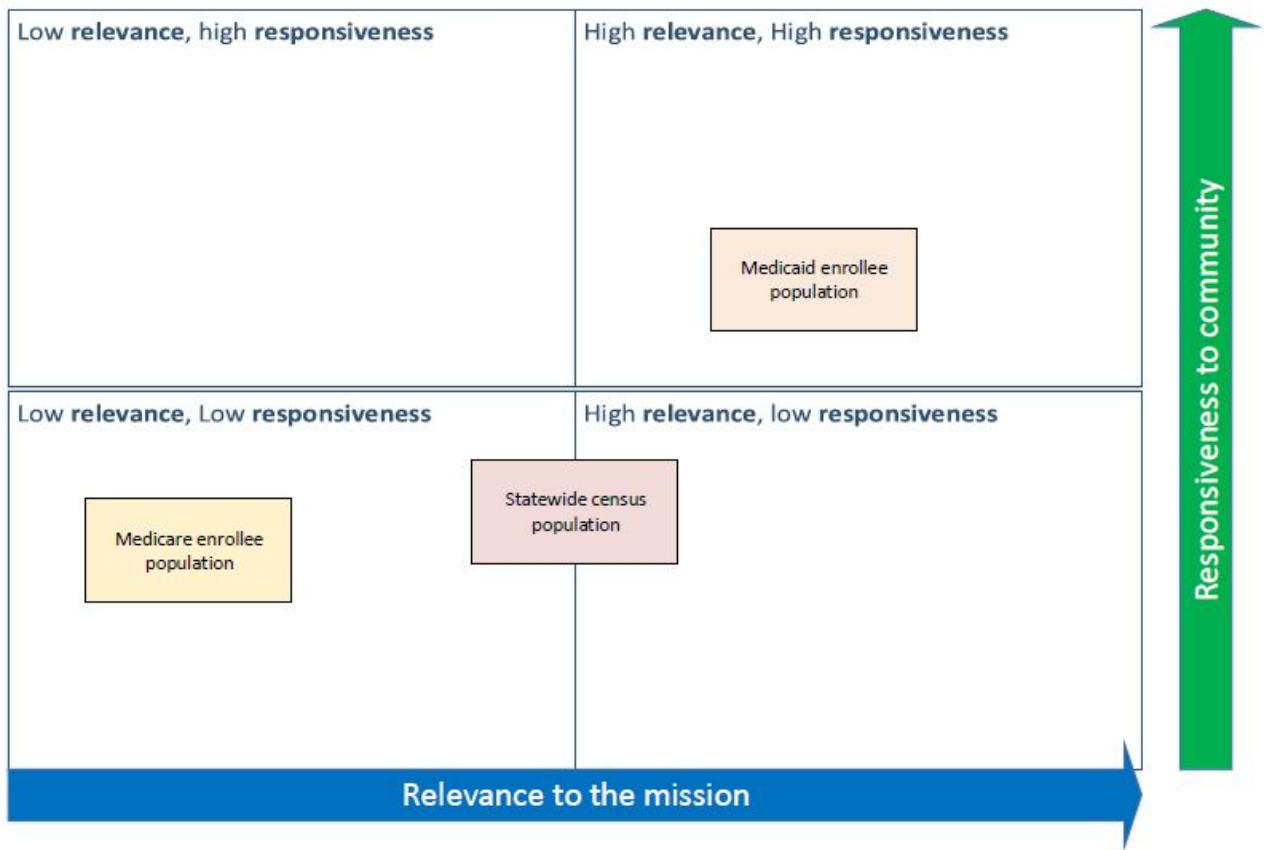 Low relevance, high responsiveness
High relevance, High responsiveness
Medicaid enrollee
population
Low relevance, Low responsiveness
High relevance, low responsiveness
Statewide census
population
Medicare enrollee
population
Relevance to the mission
Responsiveness to community